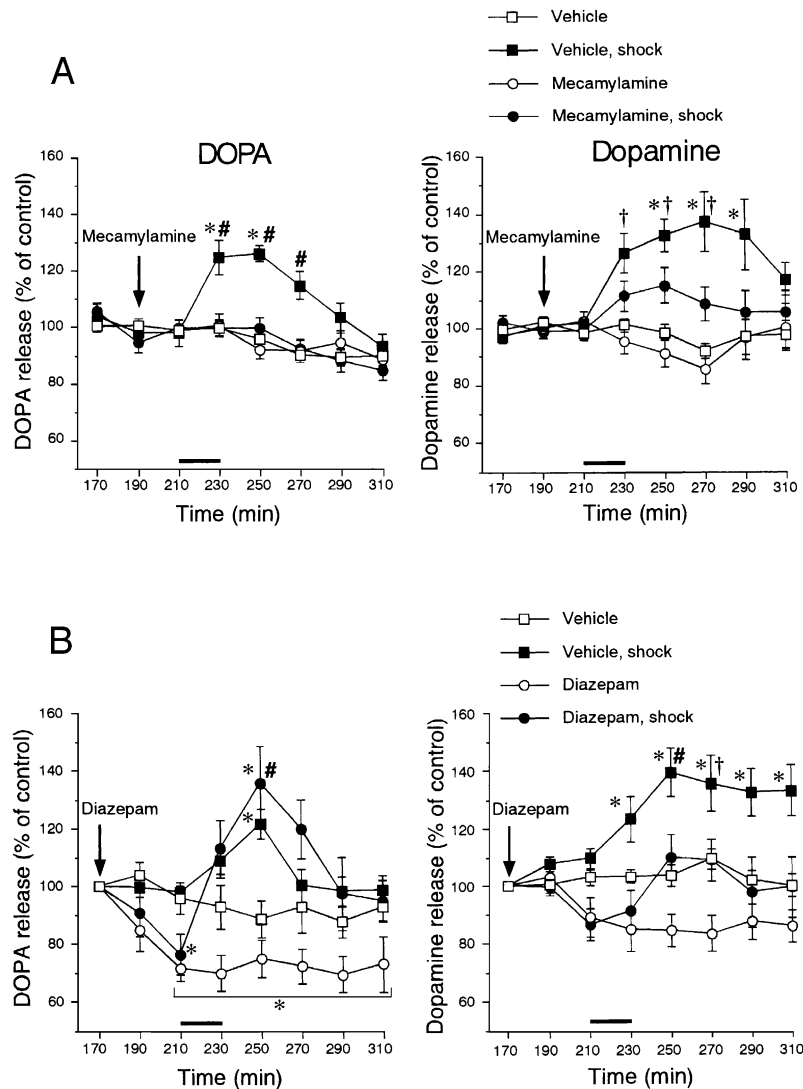 A
Vehicle
Vehicle, shock
Mecamylamine
Mecamylamine, shock
DOPA
DOPA release (% of control)
160
140
120
100
80
60
Mecamylamine
*# *# #
170 190 210 230 250 270 290 310
Time (min)
Dopamine
Dopamine release (% of control)
160
140
120
100
80
60
Mecamylamine
† *† *† *
170 190 210 230 250 270 290 310
Time (min)
B
Vehicle
Vehicle, shock
Diazepam
Diazepam, shock
DOPA release (% of control)
160
140
120
100
80
60
Diazepam
* #
*
*
*
170 190 210 230 250 270 290 310
Time (min)
Dopamine release (% of control)
160
140
120
100
80
60
Diazepam
* *# *† * *
170 190 210 230 250 270 290 310
Time (min)